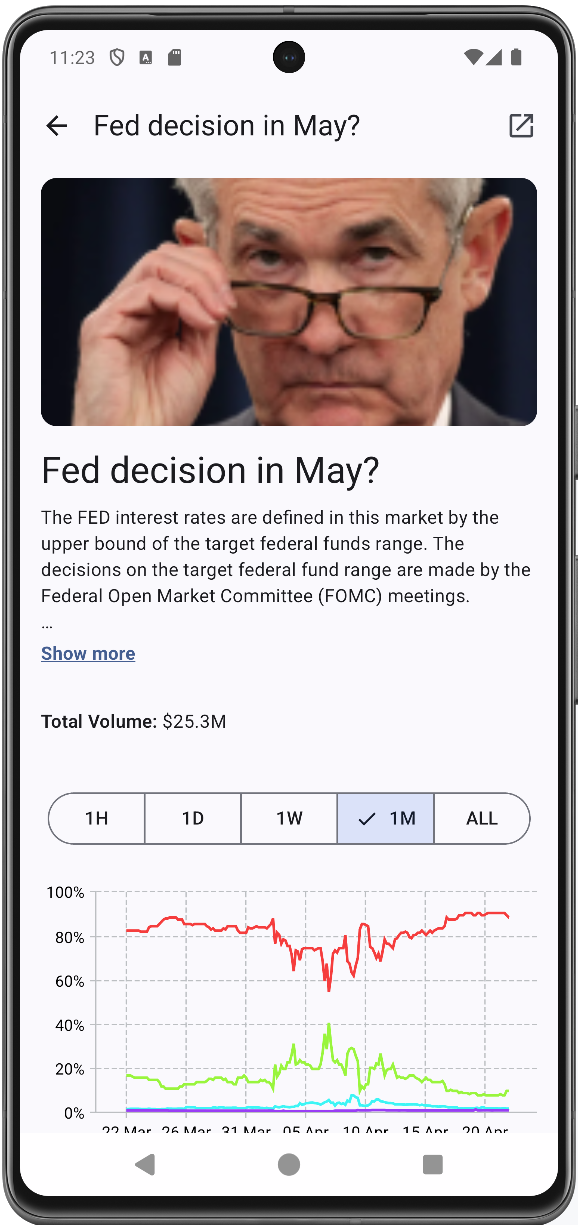 11:23
Fed decision in May?
Fed decision in May?
The FED interest rates are defined in this market by the
upper bound of the target federal funds range. The
decisions on the target federal fund range are made by the
Federal Open Market Committee (FOMC) meetings.
...
Show more
Total Volume: $25.3M
1H 1D 1W 1M ALL
100%
80%
60%
40%
20%
0%
22 Mar 26 Mar 31 Mar 05 Apr 10 Apr 15 Apr 20 Apr